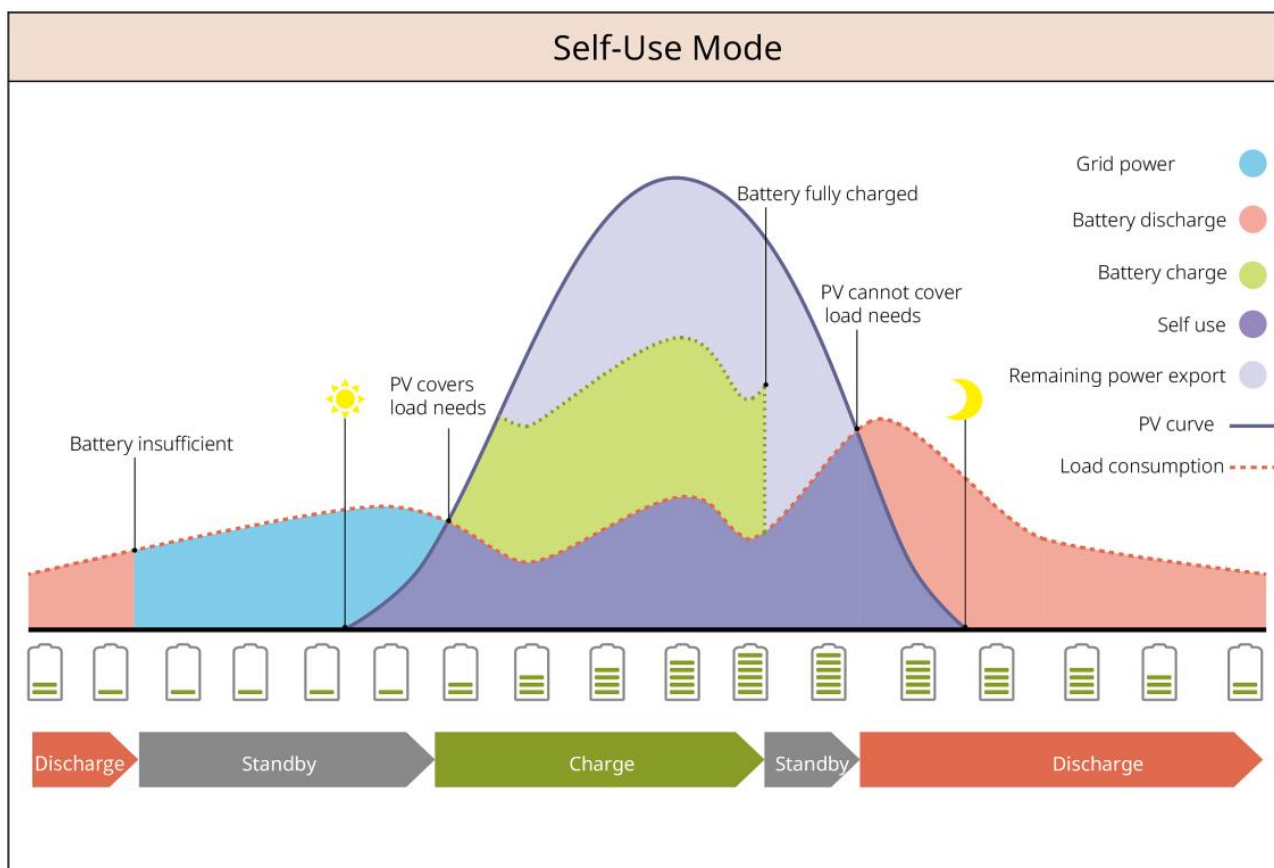 Self-Use Mode
Grid power
Battery discharge
Battery charge
Self use
Remaining power export
PV curve
Load consumption
Battery fully charged
PV cannot cover
load needs
PV covers
load needs
Battery insufficient
Discharge
Standby
Charge
Standby
Discharge